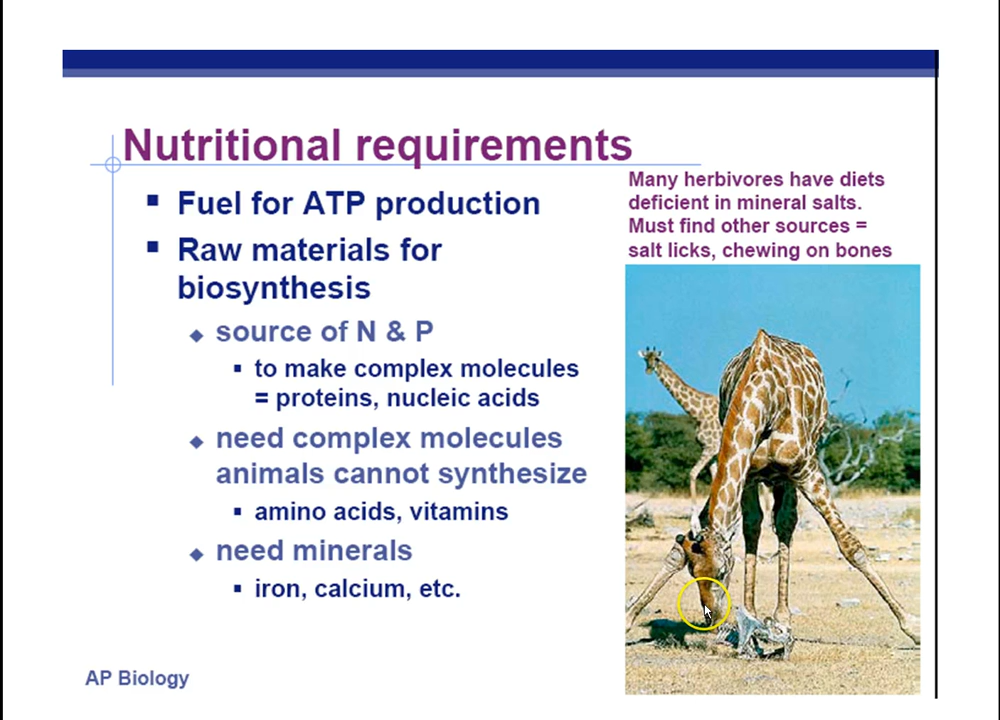 Nutritional requirements
Many herbivores have diets
deficient in mineral salts.
Must find other sources =
salt licks, chewing on bones
▪ Fuel for ATP production
▪ Raw materials for
biosynthesis
◆ source of N & P
▪ to make complex molecules
= proteins, nucleic acids
◆ need complex molecules
animals cannot synthesize
▪ amino acids, vitamins
◆ need minerals
▪ iron, calcium, etc.
AP Biology